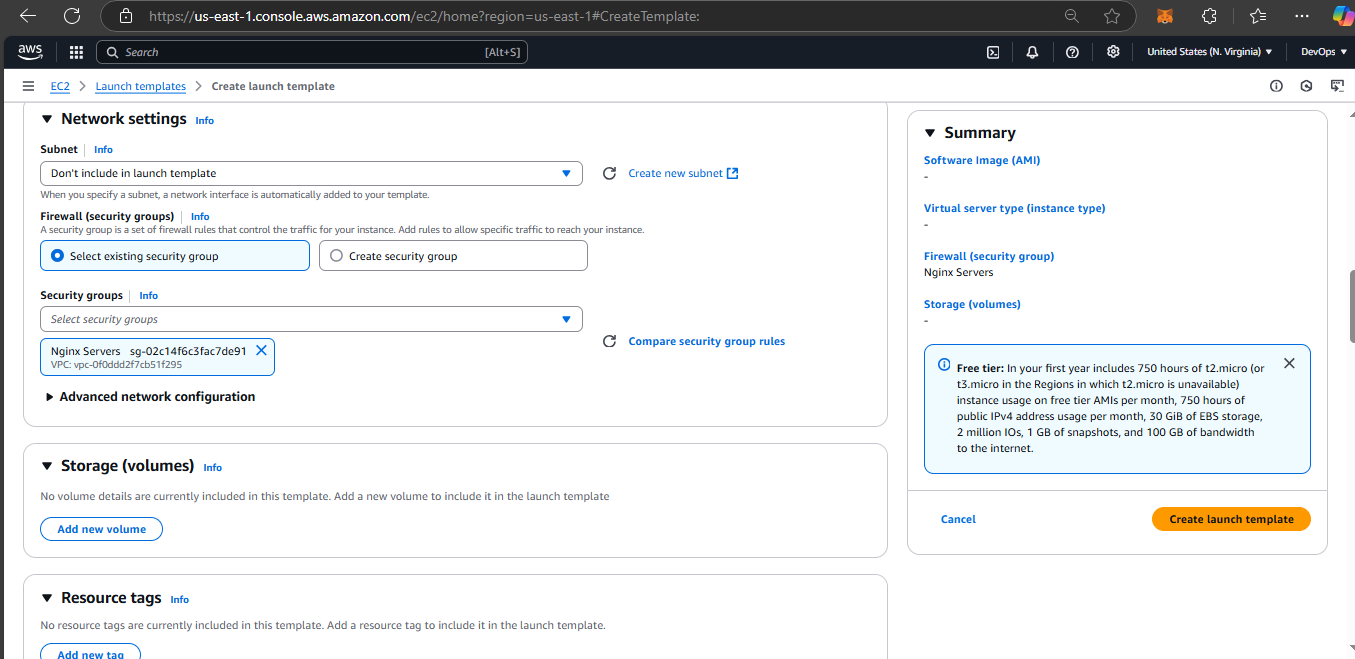 https://us-east-1.console.aws.amazon.com/ec2/home?region=us-east-1#CreateTemplate:
aws
Search
[Alt+S]
United States (N. Virginia)
DevOps
EC2 > Launch templates > Create launch template
Network settings Info
Subnet | Info
Don't include in launch template
Create new subnet
When you specify a subnet, a network interface is automatically added to your template.
Firewall (security groups) | Info
A security group is a set of firewall rules that control the traffic for your instance. Add rules to allow specific traffic to reach your instance.
Select existing security group
Create security group
Security groups | Info
Select security groups
Compare security group rules
Nginx Servers sg-02c14f6c3fac7de91
VPC: vpc-0f0ddd2f7cb51f295
Advanced network configuration
Storage (volumes) Info
No volume details are currently included in this template. Add a new volume to include it in the launch template
Add new volume
Resource tags Info
No resource tags are currently included in this template. Add a resource tag to include it in the launch template.
Add new tag
Summary
Software Image (AMI)
-
Virtual server type (instance type)
-
Firewall (security group)
Nginx Servers
Storage (volumes)
-
Free tier: In your first year includes 750 hours of t2.micro (or
t3.micro in the Regions in which t2.micro is unavailable)
instance usage on free tier AMIs per month, 750 hours of
public IPv4 address usage per month, 30 GiB of EBS storage,
2 million IOs, 1 GB of snapshots, and 100 GB of bandwidth
to the internet.
Cancel
Create launch template